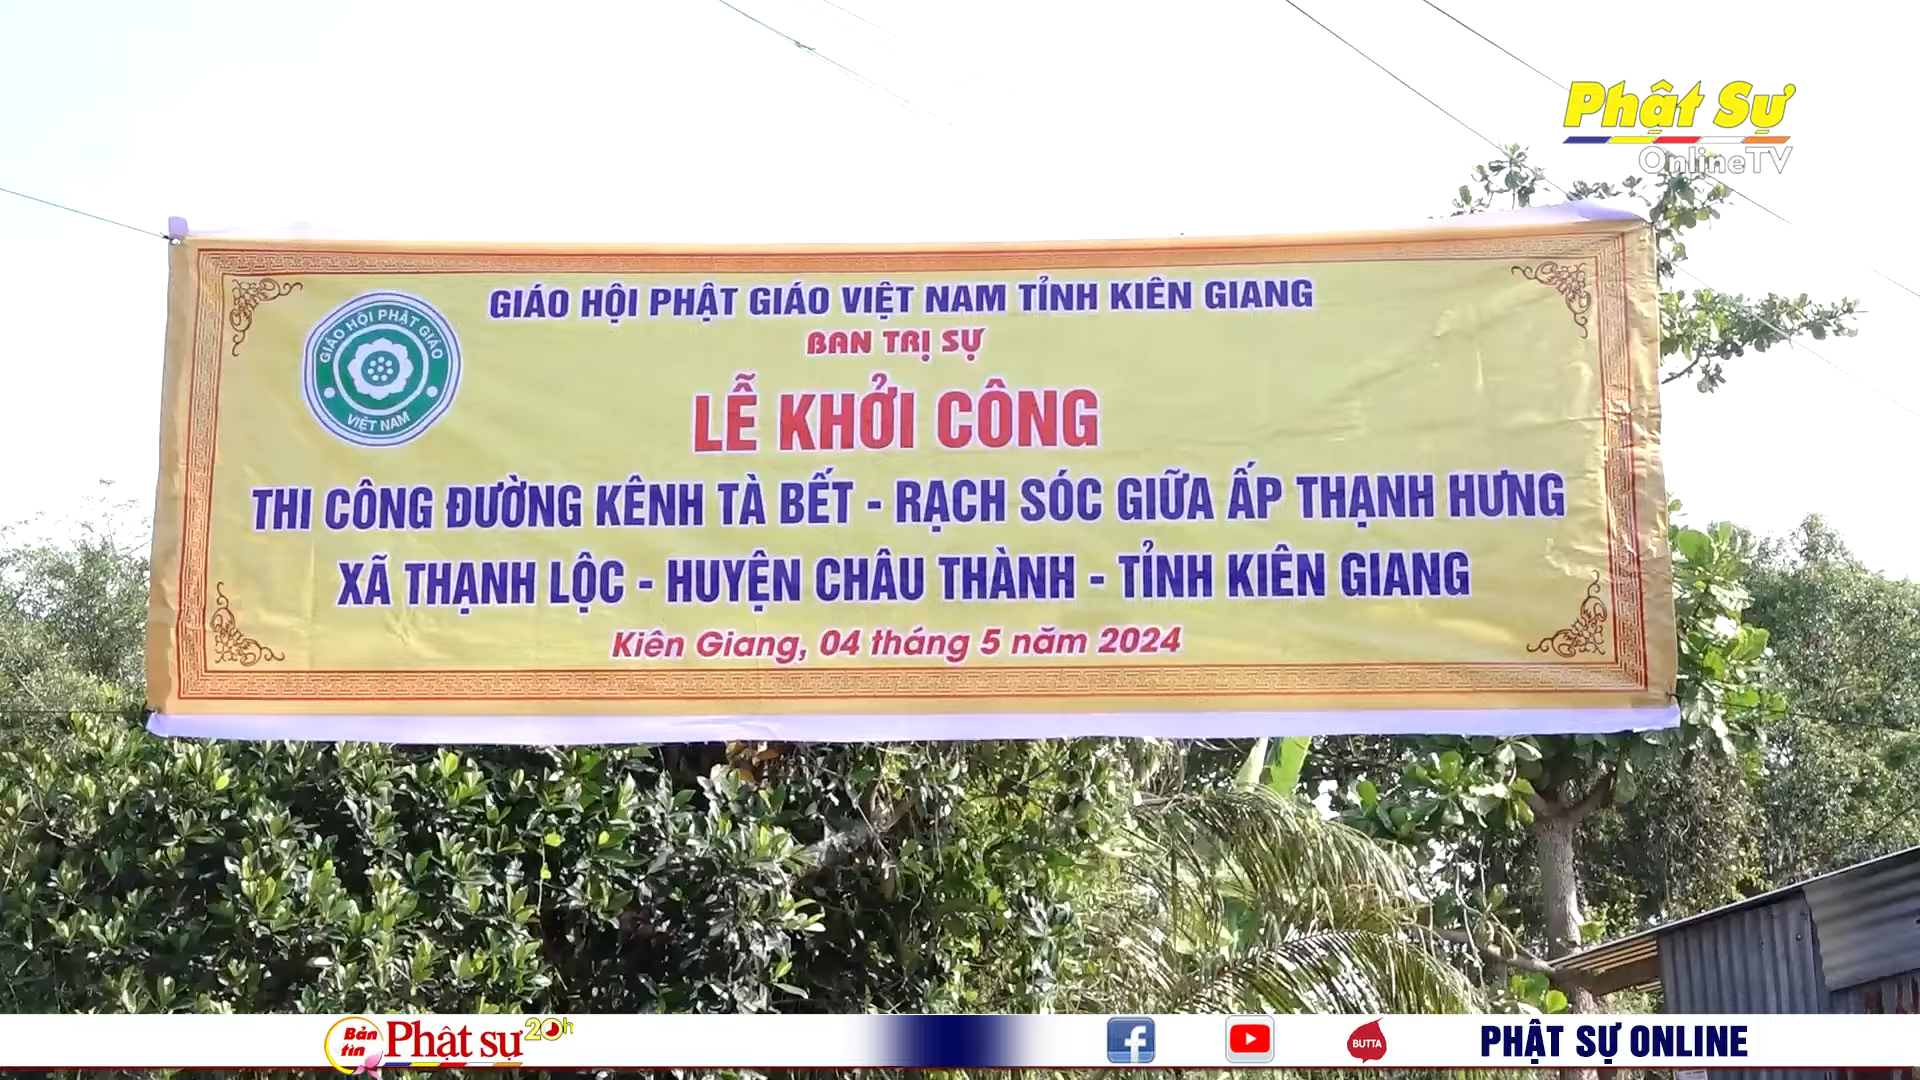 Phật Sự
OnlineTV
GIÁO HỘI PHẬT GIÁO VIỆT NAM TỈNH KIÊN GIANG
BAN TRỊ SỰ
GIÁO HỘI PHẬT GIÁO
VIỆT NAM
LỄ KHỞI CÔNG
THI CÔNG ĐƯỜNG KÊNH TÀ BẾT - RẠCH SÓC GIỮA ẤP THẠNH HƯNG
XÃ THẠNH LỘC - HUYỆN CHÂU THÀNH - TỈNH KIÊN GIANG
Kiên Giang, 04 tháng 5 năm 2024
Bản tin Phật sự 20h
BUTTA
PHẬT SỰ ONLINE